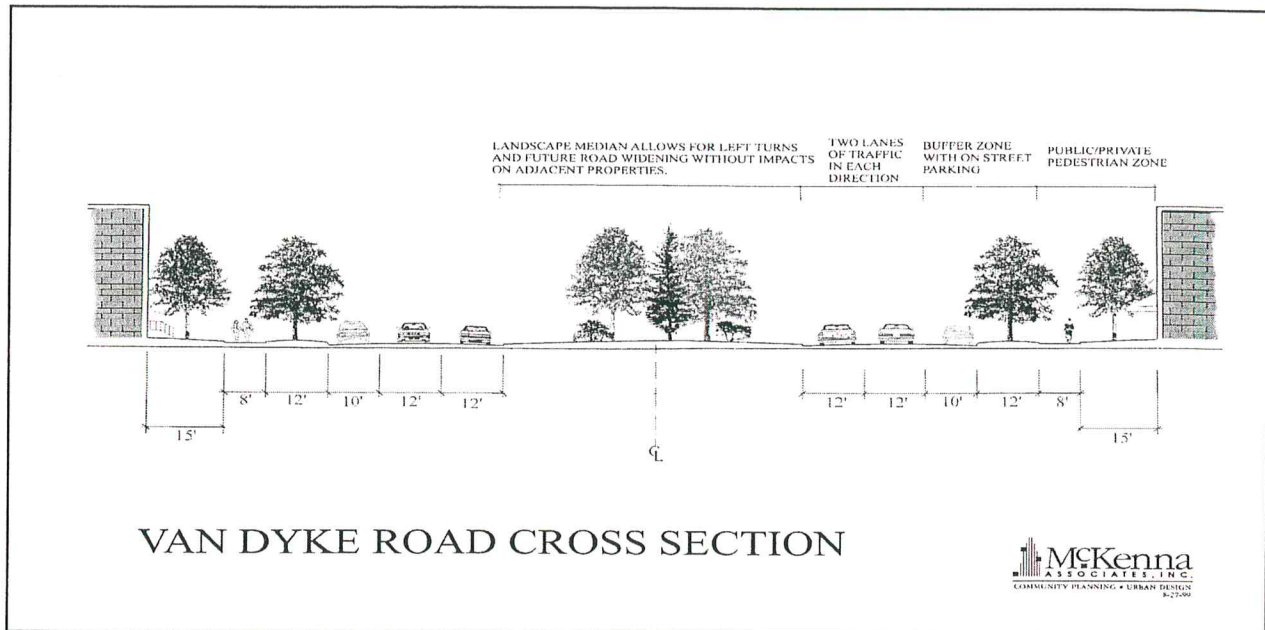 LANDSCAPE MEDIAN ALLOWS FOR LEFT TURNS
AND FUTURE ROAD WIDENING WITHOUT IMPACTS
ON ADJACENT PROPERTIES.
TWO LANES
OF TRAFFIC
IN EACH
DIRECTION
BUFFER ZONE
WITH ON STREET
PARKING
PUBLIC/PRIVATE
PEDESTRIAN ZONE
8' 12' 10' 12' 12' 12' 12' 10' 12' 8'
15' 15'
CL
VAN DYKE ROAD CROSS SECTION
McKenna
ASSOCIATES, INC.
COMMUNITY PLANNING • URBAN DESIGN